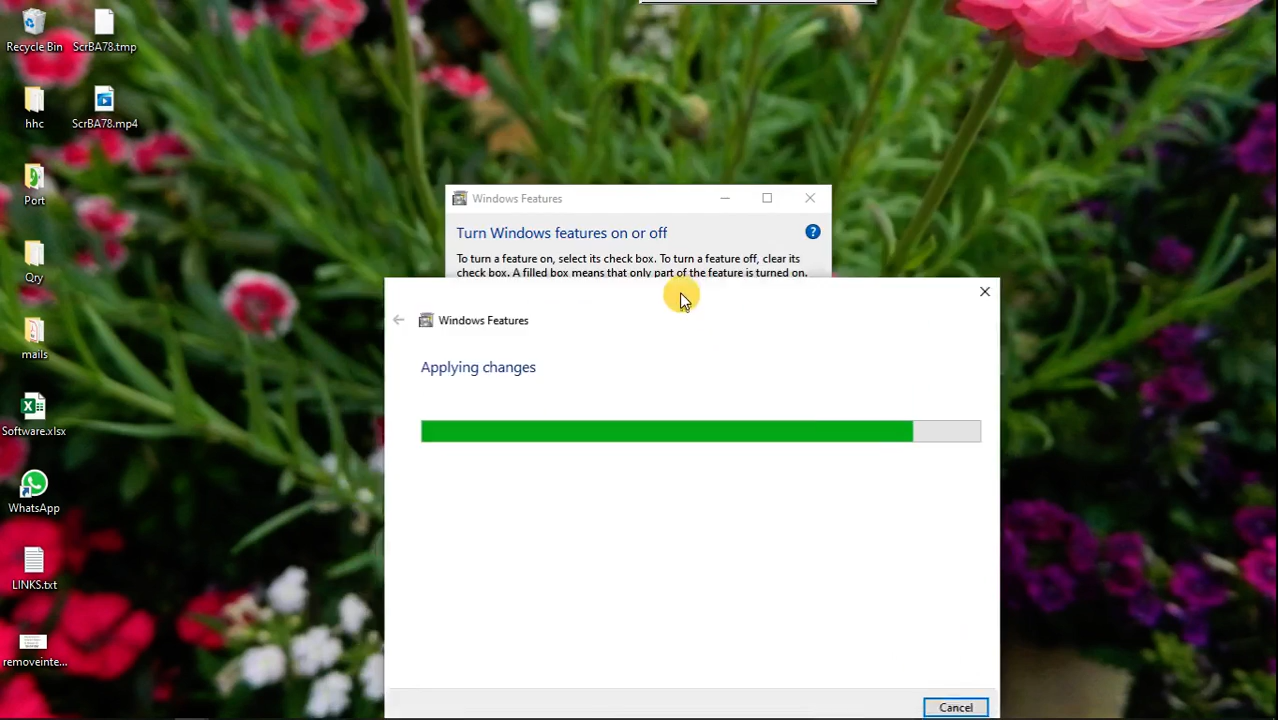 Recycle Bin
ScrBA78.tmp
hhc
ScrBA78.mp4
Port
Qry
mails
Software.xlsx
WhatsApp
LINKS.txt
removeinte...
Windows Features
Turn Windows features on or off
?
To turn a feature on, select its check box. To turn a feature off, clear its
check box. A filled box means that only part of the feature is turned on.
Windows Features
Applying changes
Cancel